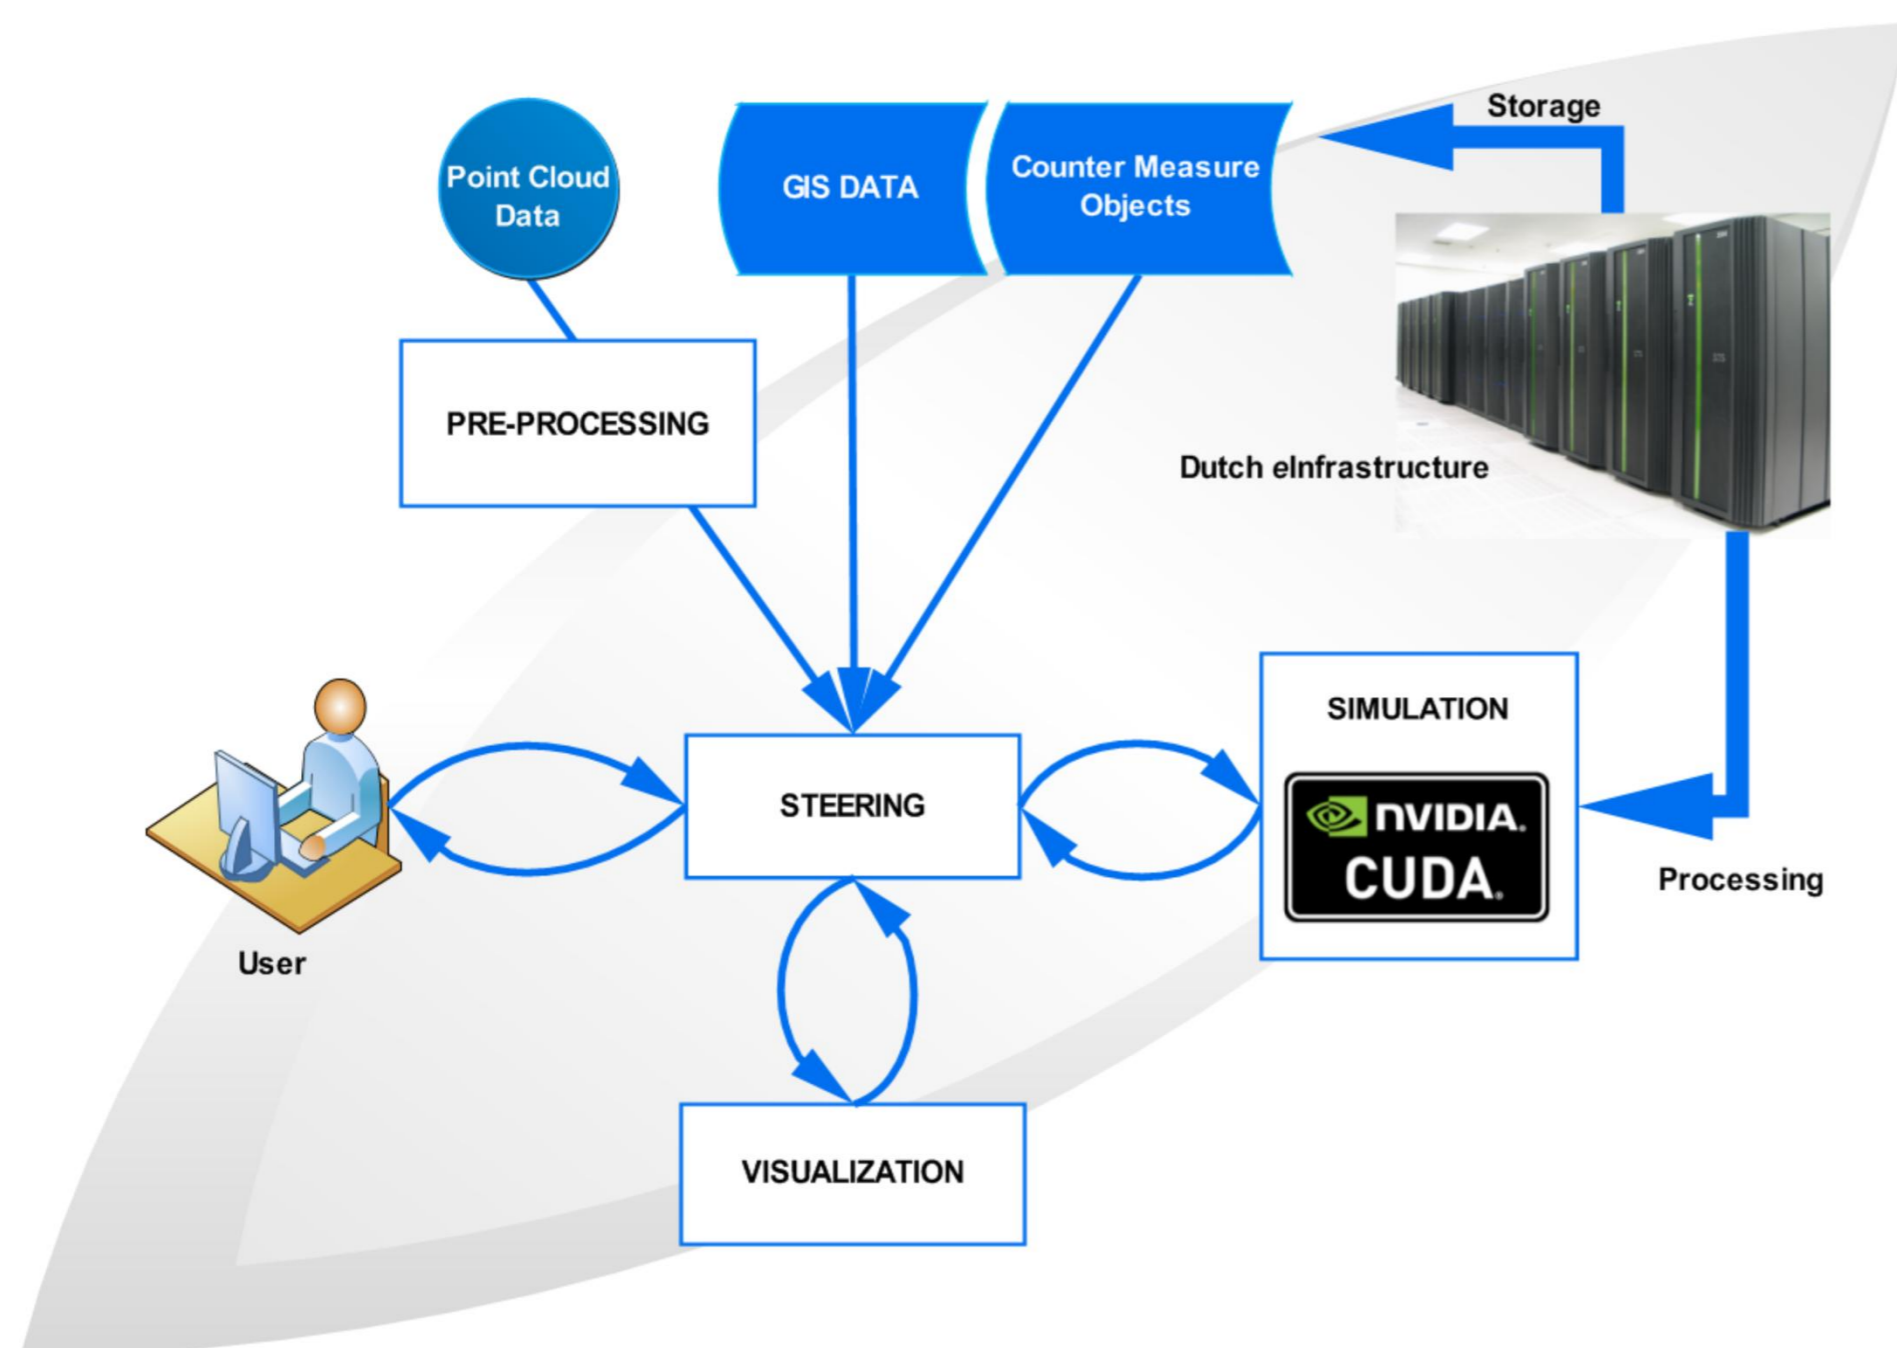 Storage
Point Cloud
Data
GIS DATA
Counter Measure
Objects
PRE-PROCESSING
Dutch eInfrastructure
SIMULATION
NVIDIA.
CUDA.
STEERING
Processing
User
VISUALIZATION